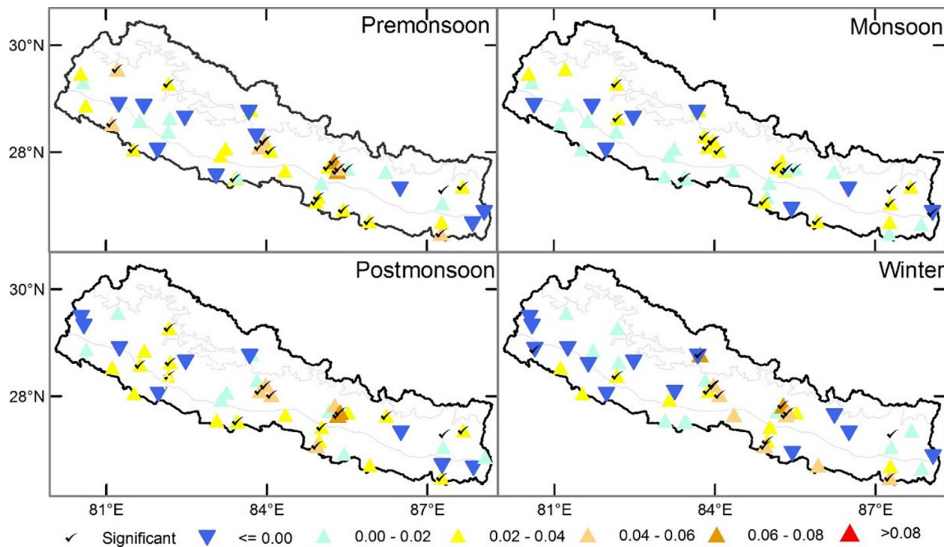 Premonsoon Monsoon
30°N
28°N
Postmonsoon Winter
30°N
28°N
26°N
81°E 84°E 87°E 81°E 84°E 87°E
Significant <= 0.00 0.00 - 0.02 0.02 - 0.04 0.04 - 0.06 0.06 - 0.08 >0.08